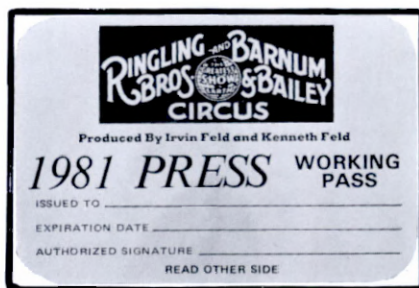 RINGLING BROS AND BARNUM & BAILEY
THE GREATEST SHOW ON EARTH
CIRCUS
Produced By Irvin Feld and Kenneth Feld
1981 PRESS WORKING PASS
ISSUED TO
EXPIRATION DATE
AUTHORIZED SIGNATURE
READ OTHER SIDE